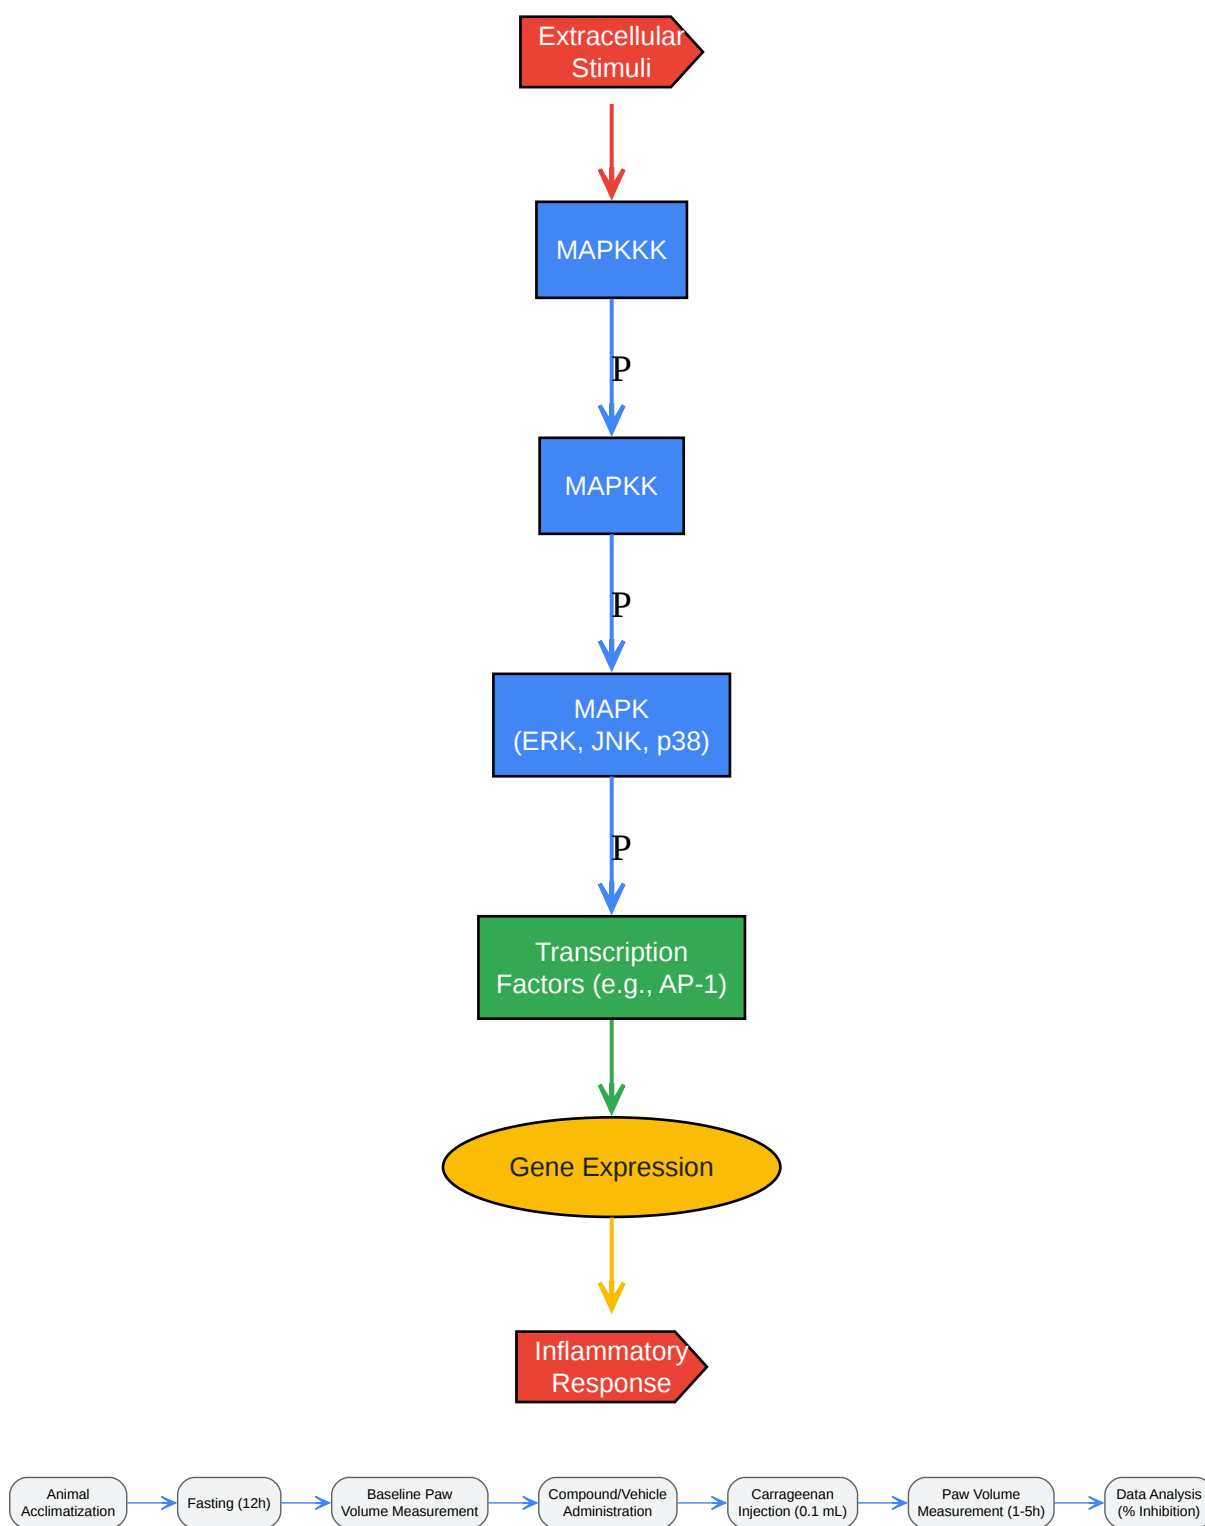 Extracellular
Stimuli
MAPKKK
P
MAPKK
P
MAPK
(ERK, JNK, p38)
P
Transcription
Factors (e.g., AP-1)
Gene Expression
Inflammatory
Response
Animal
Acclimatization
Fasting (12h)
Baseline Paw
Volume Measurement
Compound/Vehicle
Administration
Carrageenan
Injection (0.1 mL)
Paw Volume
Measurement (1-5h)
Data Analysis
(% Inhibition)